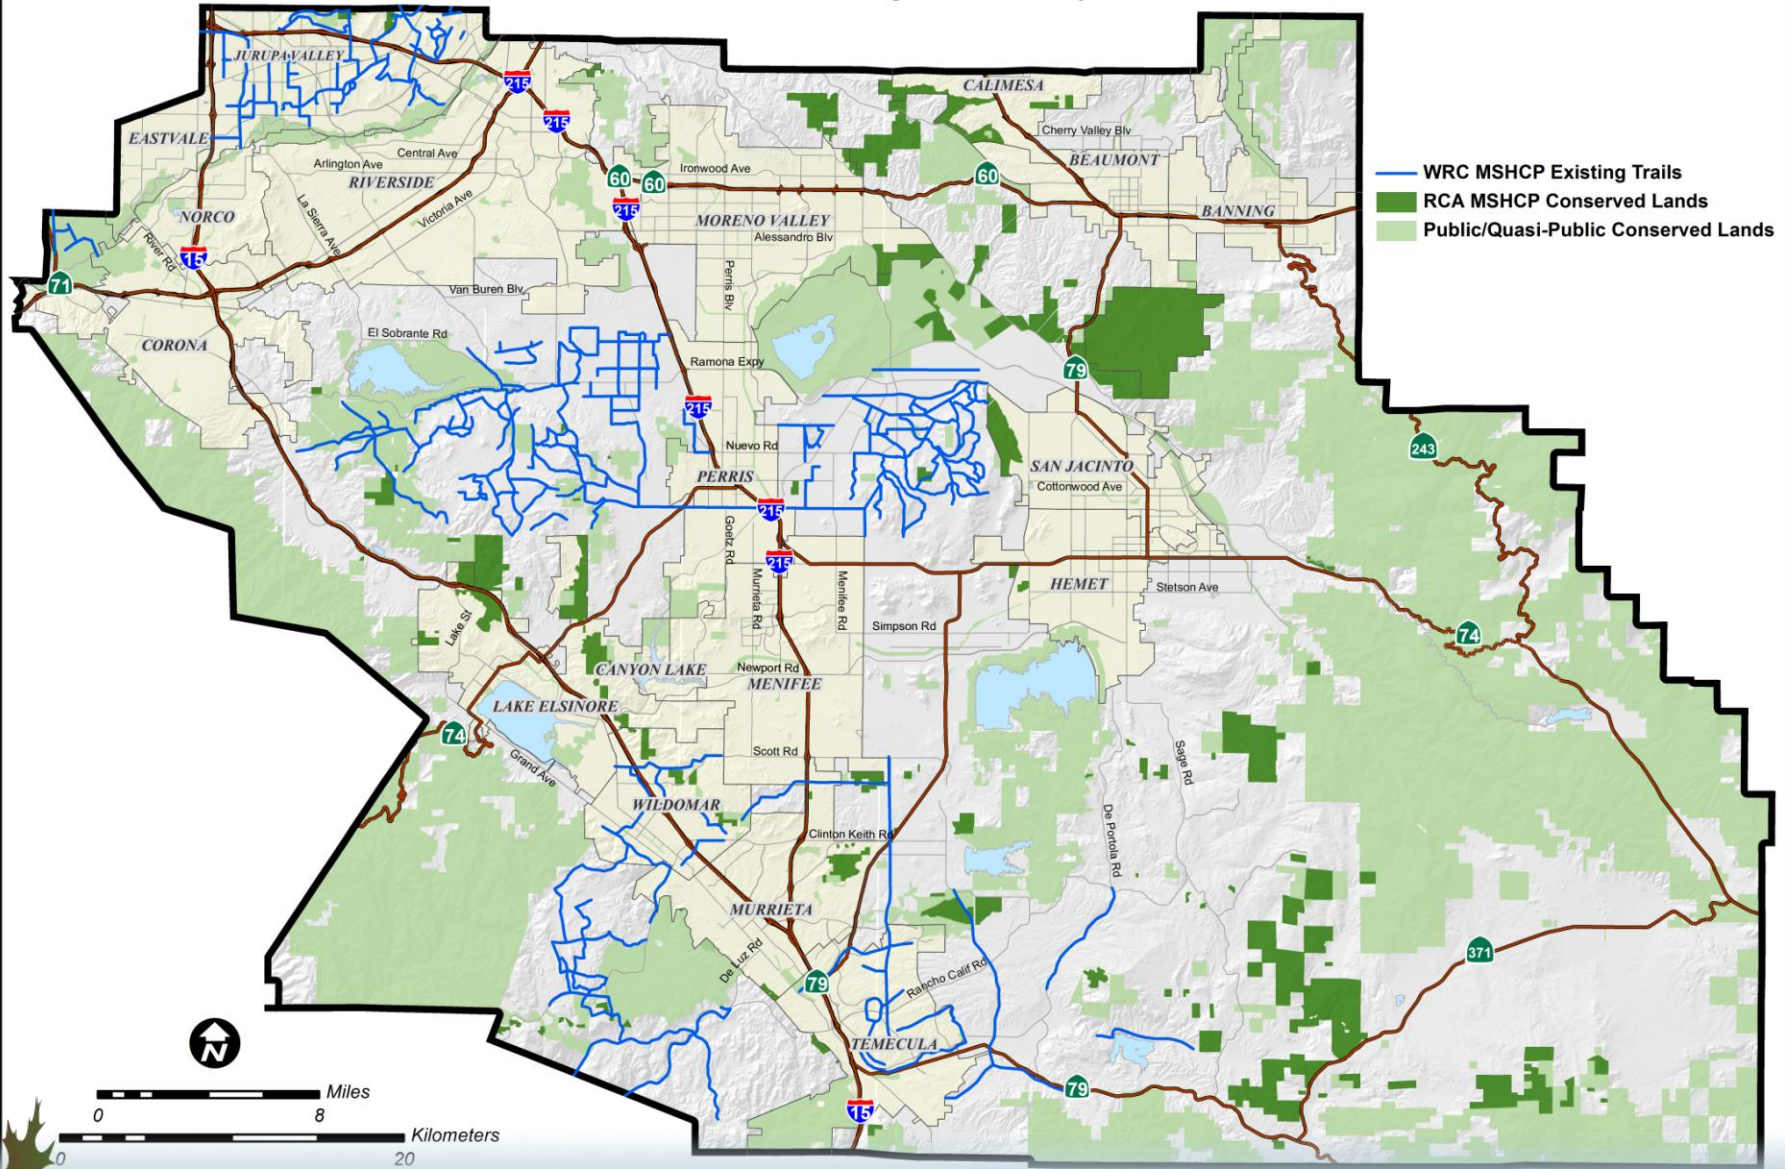 JURUPA VALLEY
215
CALIMESA
215
EASTVALE
Cherry Valley Blv
Central Ave
BEAUMONT
Arlington Ave
Ironwood Ave
RIVERSIDE
60
60
60
WRC MSHCP Existing Trails
RCA MSHCP Conserved Lands
Public/Quasi-Public Conserved Lands
La Sierra Ave
Victoria Ave
215
NORCO
MORENO VALLEY
BANNING
Alessandro Blv
River Rd
15
71
Perris Blv
Van Buren Blv
El Sobrante Rd
CORONA
Ramona Expy
79
215
Nuevo Rd
243
PERRIS
SAN JACINTO
Cottonwood Ave
215
Goetz Rd
215
Murrieta Rd
Menifee Rd
HEMET
Stetson Ave
Lake St
Simpson Rd
74
CANYON LAKE
Newport Rd
MENIFEE
LAKE ELSINORE
74
Scott Rd
Grand Ave
Sage Rd
WILDOMAR
De Portola Rd
Clinton Keith Rd
MURRIETA
De Luz Rd
371
79
Rancho Calif Rd
N
TEMECULA
79
15
Miles
0 8
Kilometers
0 20